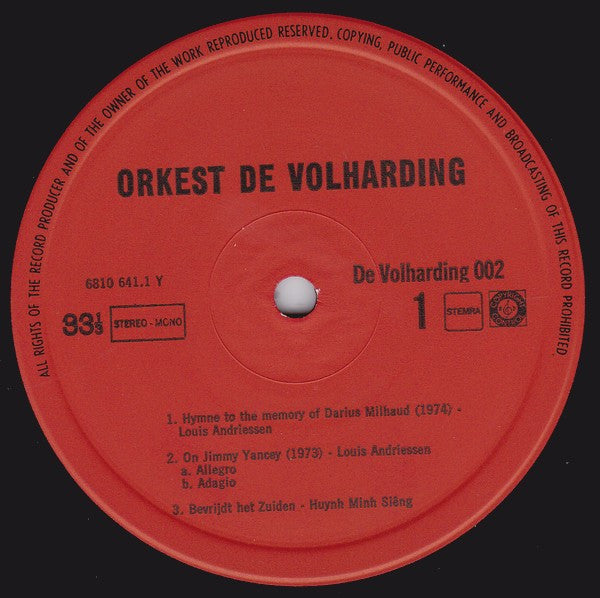 ALL RIGHTS OF THE RECORD PRODUCER AND OF THE OWNER OF THE WORK REPRODUCED RESERVED. COPYING, PUBLIC PERFORMANCE AND BROADCASTING OF THIS RECORD PROHIBITED
ORKEST DE VOLHARDING
6810 641.1 Y
De Volharding 002
33⅓ STEREO-MONO
1 STEMRA COPYRIGHT CONTROL
1. Hymne to the memory of Darius Milhaud (1974) -
Louis Andriessen
2. On Jimmy Yancey (1973) - Louis Andriessen
a. Allegro
b. Adagio
3. Bevrijdt het Zuiden - Huynh Minh Siêng